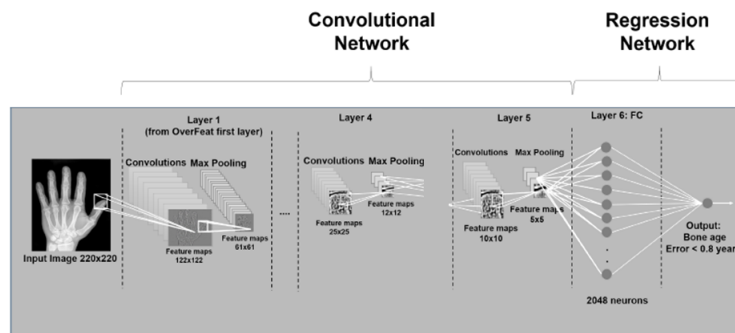 Convolutional
Network
Regression
Network
Layer 1
(from OverFeat first layer)
Layer 4
Layer 5
Layer 6: FC
Convolutions
Max Pooling
Convolutions
Max Pooling
Convolutions
Max Pooling
....
Input Image 220x220
Feature maps
122x122
Feature maps
61x61
Feature maps
25x25
Feature maps
12x12
Feature maps
10x10
Feature maps
5x5
Output:
Bone age
Error < 0.8 year
2048 neurons